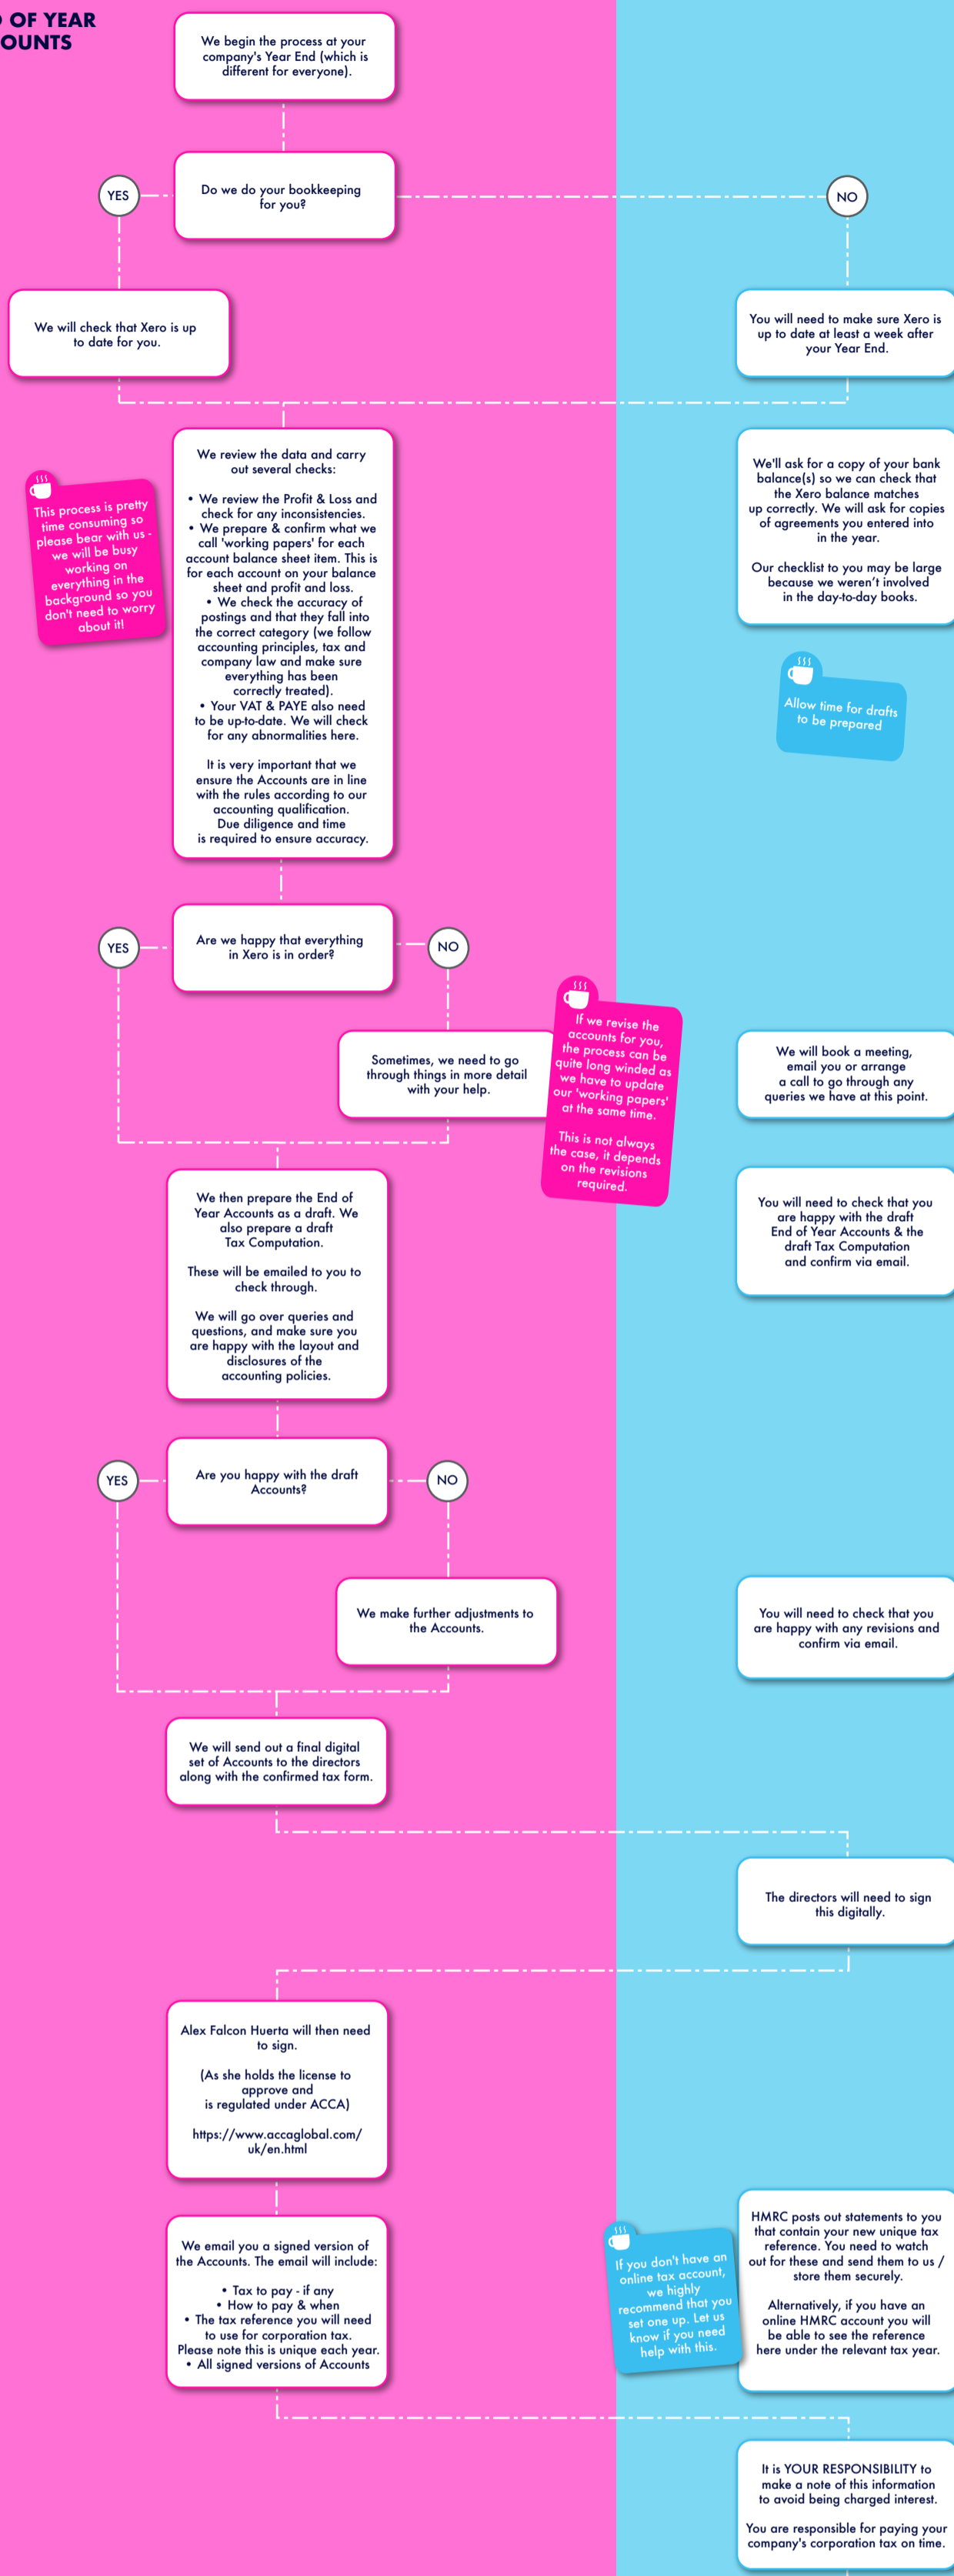 OF YEAR
OUNTS
We begin the process at your
company's Year End (which is
different for everyone).
YES
Do we do your bookkeeping
for you?
NO
We will check that Xero is up
to date for you.
You will need to make sure Xero is
up to date at least a week after
your Year End.
We review the data and carry
out several checks:
• We review the Profit & Loss and
check for any inconsistencies.
• We prepare & confirm what we
call 'working papers' for each
account balance sheet item. This is
for each account on your balance
sheet and profit and loss.
• We check the accuracy of
postings and that they fall into
the correct category (we follow
accounting principles, tax and
company law and make sure
everything has been
correctly treated).
• Your VAT & PAYE also need
to be up-to-date. We will check
for any abnormalities here.
It is very important that we
ensure the Accounts are in line
with the rules according to our
accounting qualification.
Due diligence and time
is required to ensure accuracy.
This process is pretty
time consuming so
please bear with us -
we will be busy
working on
everything in the
background so you
don't need to worry
about it!
We'll ask for a copy of your bank
balance(s) so we can check that
the Xero balance matches
up correctly. We will ask for copies
of agreements you entered into
in the year.
Our checklist to you may be large
because we weren't involved
in the day-to-day books.
Allow time for drafts
to be prepared
YES
Are we happy that everything
in Xero is in order?
NO
Sometimes, we need to go
through things in more detail
with your help.
If we revise the
accounts for you,
the process can be
quite long winded as
we have to update
our 'working papers'
at the same time.
This is not always
the case, it depends
on the revisions
required.
We will book a meeting,
email you or arrange
a call to go through any
queries we have at this point.
We then prepare the End of
Year Accounts as a draft. We
also prepare a draft
Tax Computation.
These will be emailed to you to
check through.
We will go over queries and
questions, and make sure you
are happy with the layout and
disclosures of the
accounting policies.
You will need to check that you
are happy with the draft
End of Year Accounts & the
draft Tax Computation
and confirm via email.
YES
Are you happy with the draft
Accounts?
NO
We make further adjustments to
the Accounts.
You will need to check that you
are happy with any revisions and
confirm via email.
We will send out a final digital
set of Accounts to the directors
along with the confirmed tax form.
The directors will need to sign
this digitally.
Alex Falcon Huerta will then need
to sign.
(As she holds the license to
approve and
is regulated under ACCA)
https://www.accaglobal.com/
uk/en.html
We email you a signed version of
the Accounts. The email will include:
• Tax to pay - if any
• How to pay & when
• The tax reference you will need
to use for corporation tax.
Please note this is unique each year.
• All signed versions of Accounts
If you don't have an
online tax account,
we highly
recommend that you
set one up. Let us
know if you need
help with this.
HMRC posts out statements to you
that contain your new unique tax
reference. You need to watch
out for these and send them to us /
store them securely.
Alternatively, if you have an
online HMRC account you will
be able to see the reference
here under the relevant tax year.
It is YOUR RESPONSIBILITY to
make a note of this information
to avoid being charged interest.
You are responsible for paying your
company's corporation tax on time.